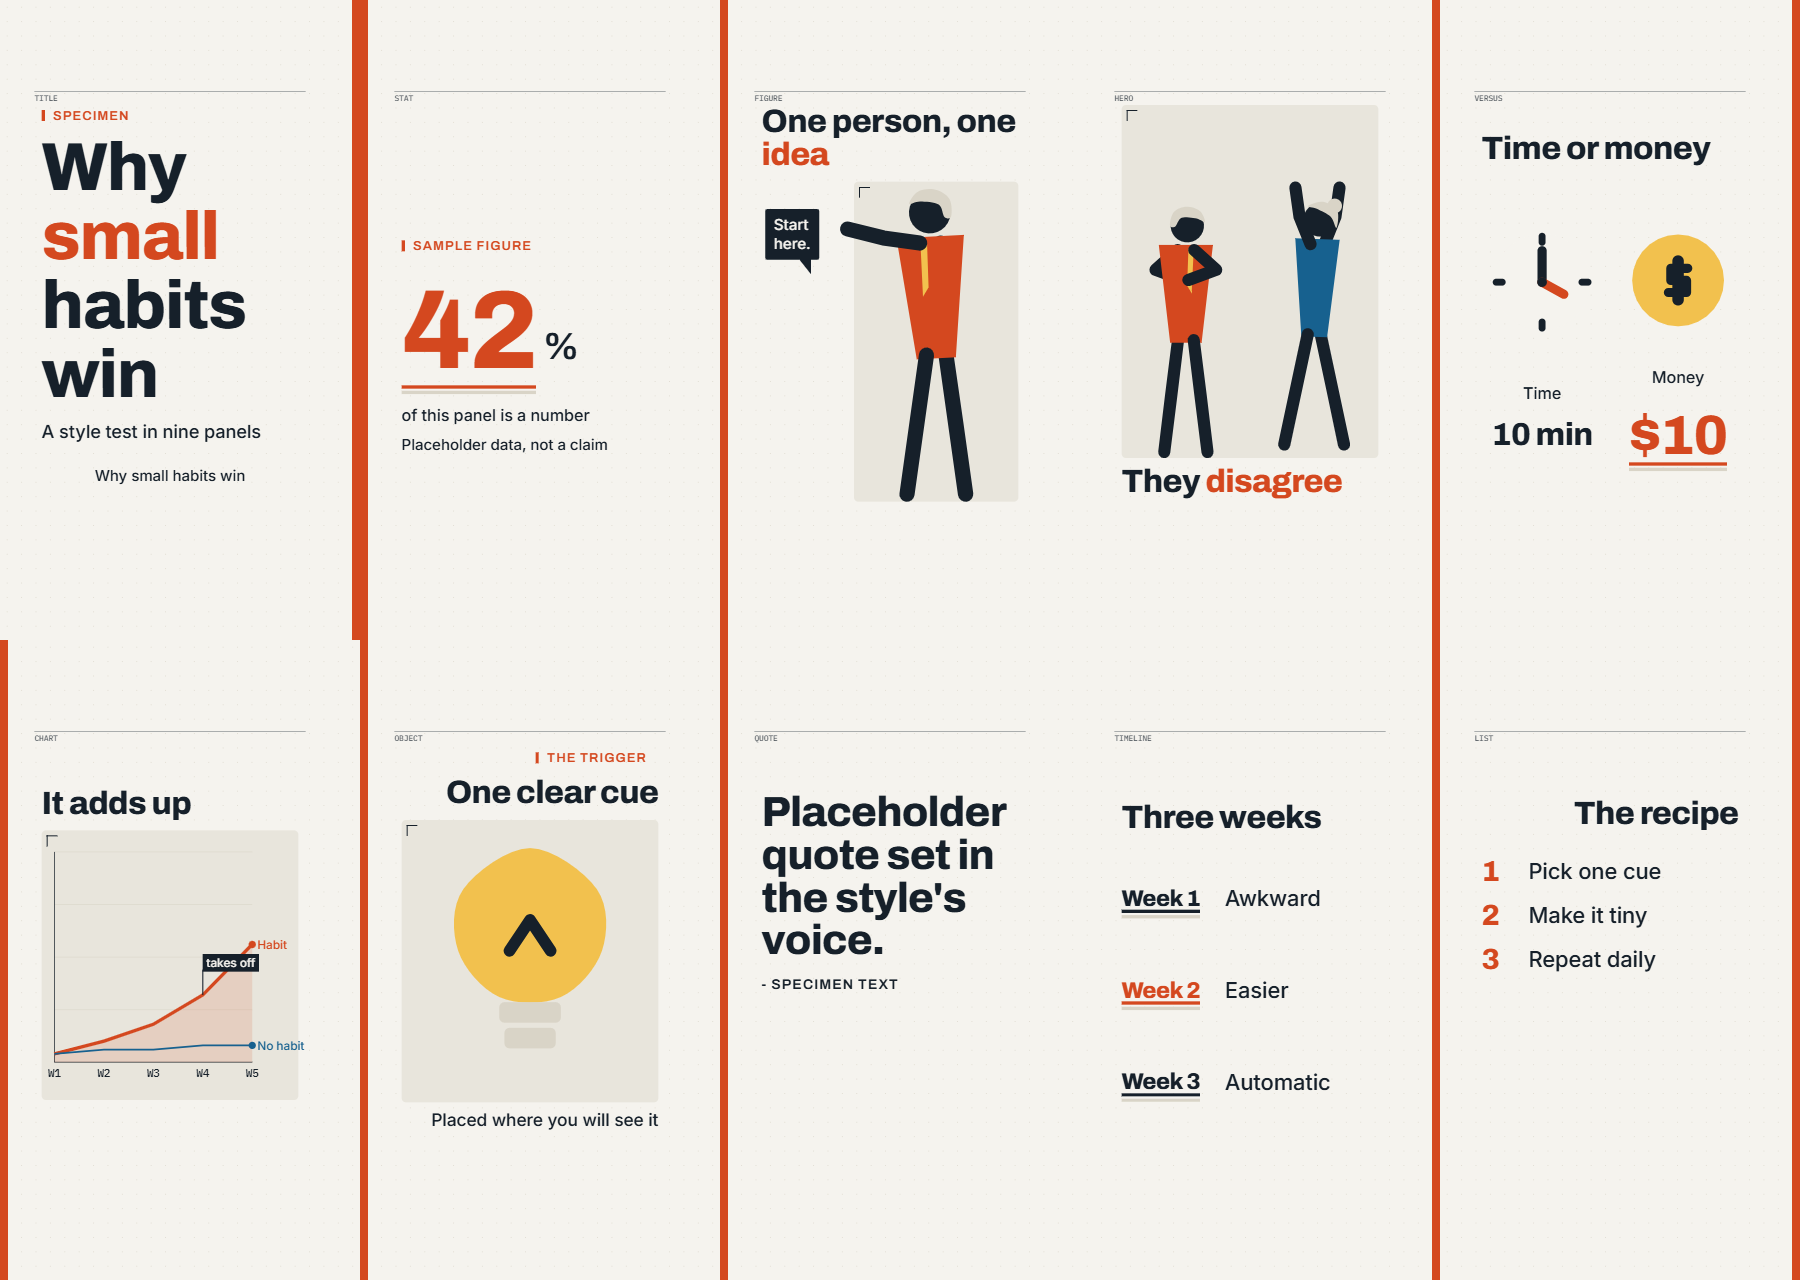 TITLE
SPECIMEN
Why
small
habits
win
A style test in nine panels
Why small habits win
STAT
SAMPLE FIGURE
42 %
of this panel is a number
Placeholder data, not a claim
FIGURE
One person, one
idea
Start
here.
HERO
They disagree
VERSUS
Time or money
Time
10 min
Money
$10
CHART
It adds up
Habit
takes off
No habit
W1 W2 W3 W4 W5
OBJECT
THE TRIGGER
One clear cue
Placed where you will see it
QUOTE
Placeholder
quote set in
the style's
voice.
- SPECIMEN TEXT
TIMELINE
Three weeks
Week 1 Awkward
Week 2 Easier
Week 3 Automatic
LIST
The recipe
1 Pick one cue
2 Make it tiny
3 Repeat daily